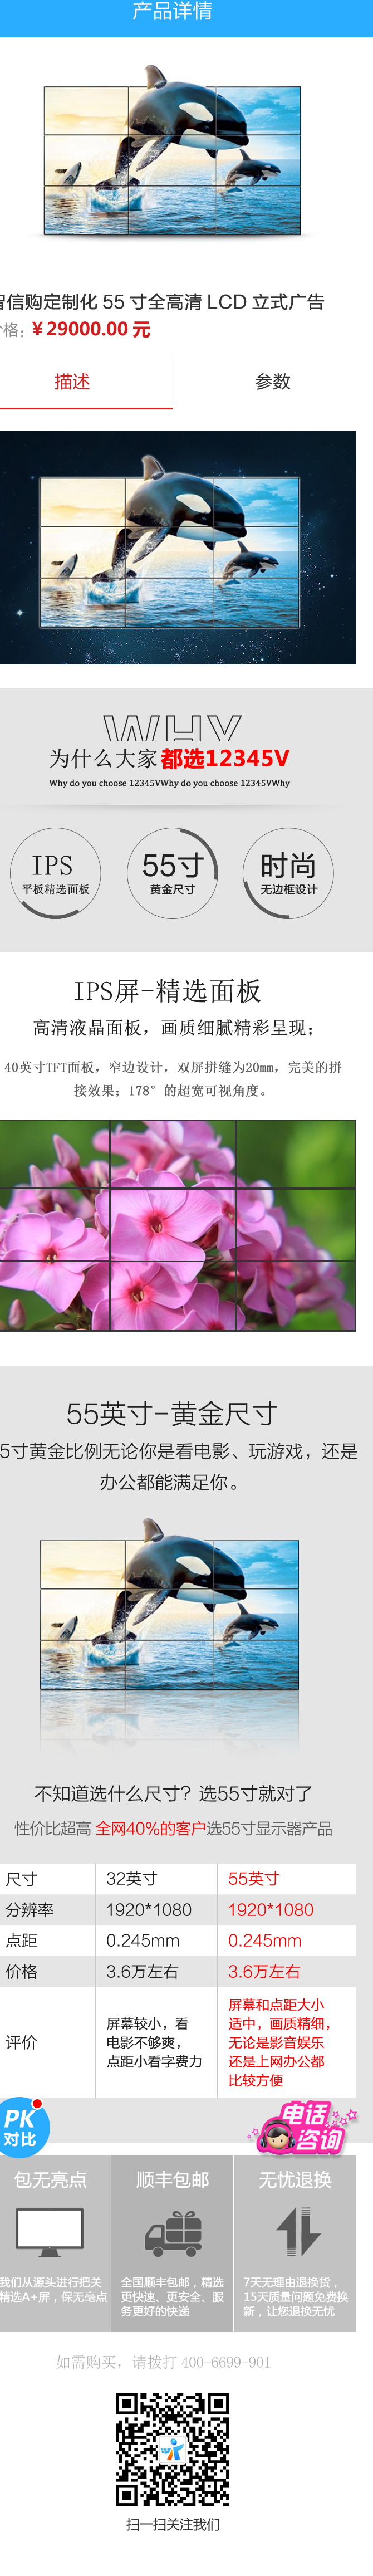 产品详情
智信购定制化 55 寸全高清 LCD 立式广告
价格：￥29000.00 元
描述
参数
WHY
为什么大家都选12345V
Why do you choose 12345VWhy do you choose 12345VWhy
IPS
平板精选面板
55寸
黄金尺寸
时尚
无边框设计
IPS屏-精选面板
高清液晶面板，画质细腻精彩呈现；
40英寸TFT面板，窄边设计，双屏拼缝为20mm，完美的拼
接效果；178°的超宽可视角度。
55英寸-黄金尺寸
5寸黄金比例无论你是看电影、玩游戏，还是
办公都能满足你。
不知道选什么尺寸？选55寸就对了
性价比超高 全网40%的客户选55寸显示器产品
尺寸 32英寸 55英寸
分辨率 1920*1080 1920*1080
点距 0.245mm 0.245mm
价格 3.6万左右 3.6万左右
评价
屏幕较小，看
电影不够爽，
点距小看字费力
屏幕和点距大小
适中，画质精细，
无论是影音娱乐
还是上网办公都
比较方便
PK
对比
电话
咨询
包无亮点
我们从源头进行把关
精选A+屏，保无亮点
顺丰包邮
全国顺丰包邮，精选
更快速、更安全、服
务更好的快递
无忧退换
7天无理由退换货，
15天质量问题免费换
新，让您退换无忧
如需购买，请拨打 400-6699-901
扫一扫关注我们